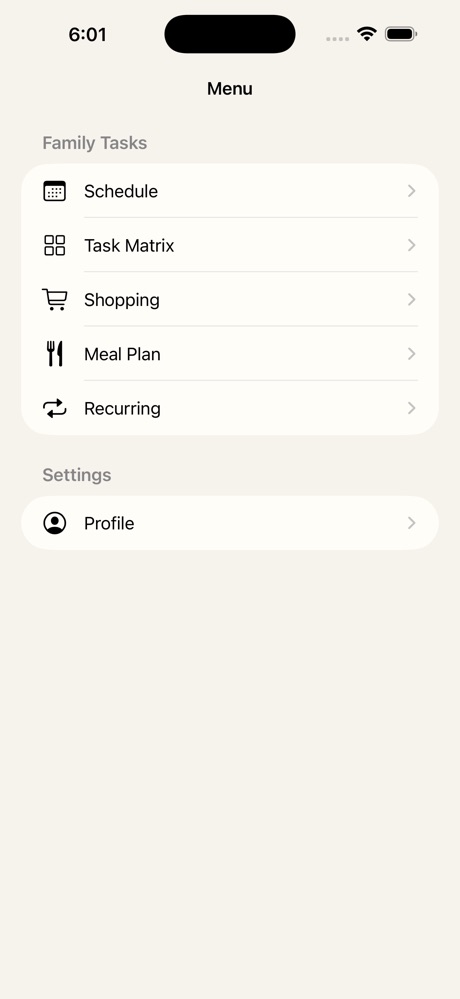 6:01
Menu
Family Tasks
Schedule
Task Matrix
Shopping
Meal Plan
Recurring
Settings
Profile